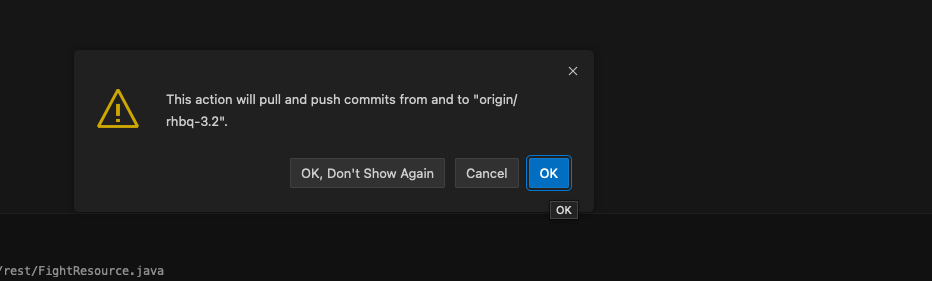 This action will pull and push commits from and to "origin/
rhbq-3.2".
OK, Don't Show Again
Cancel
OK
OK
/rest/FightResource.java